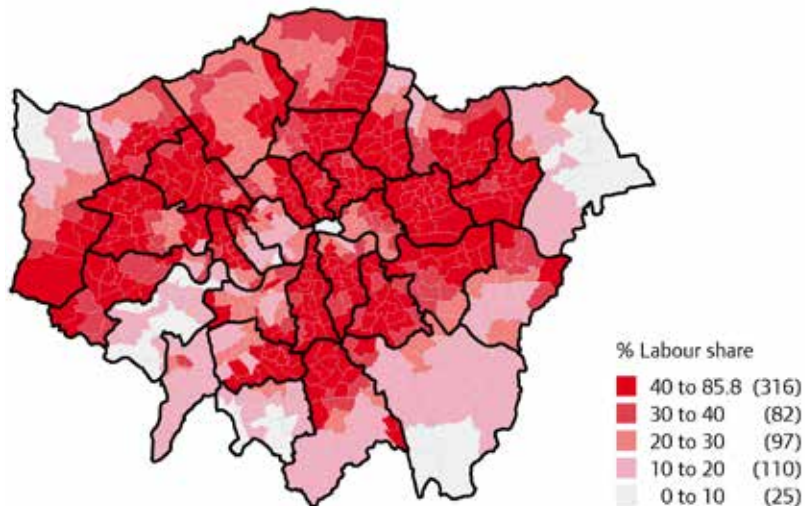 % Labour share
40 to 85.8 (316)
30 to 40 (82)
20 to 30 (97)
10 to 20 (110)
0 to 10 (25)